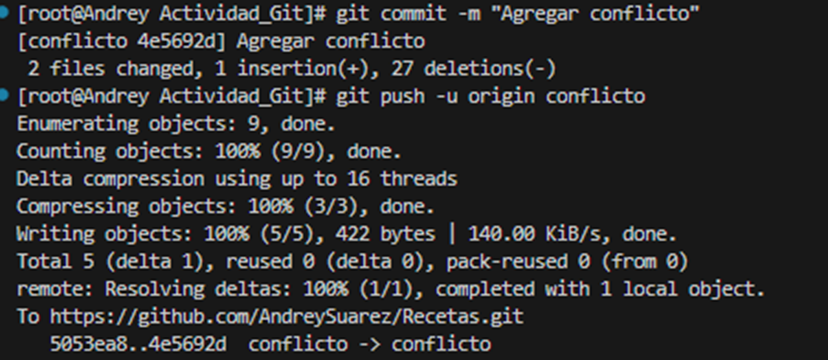 [root@Andrey Actividad_Git]# git commit -m "Agregar conflicto"
[conflicto 4e5692d] Agregar conflicto
 2 files changed, 1 insertion(+), 27 deletions(-)
[root@Andrey Actividad_Git]# git push -u origin conflicto
Enumerating objects: 9, done.
Counting objects: 100% (9/9), done.
Delta compression using up to 16 threads
Compressing objects: 100% (3/3), done.
Writing objects: 100% (5/5), 422 bytes | 140.00 KiB/s, done.
Total 5 (delta 1), reused 0 (delta 0), pack-reused 0 (from 0)
remote: Resolving deltas: 100% (1/1), completed with 1 local object.
To https://github.com/AndreySuarez/Recetas.git
   5053ea8..4e5692d  conflicto -> conflicto